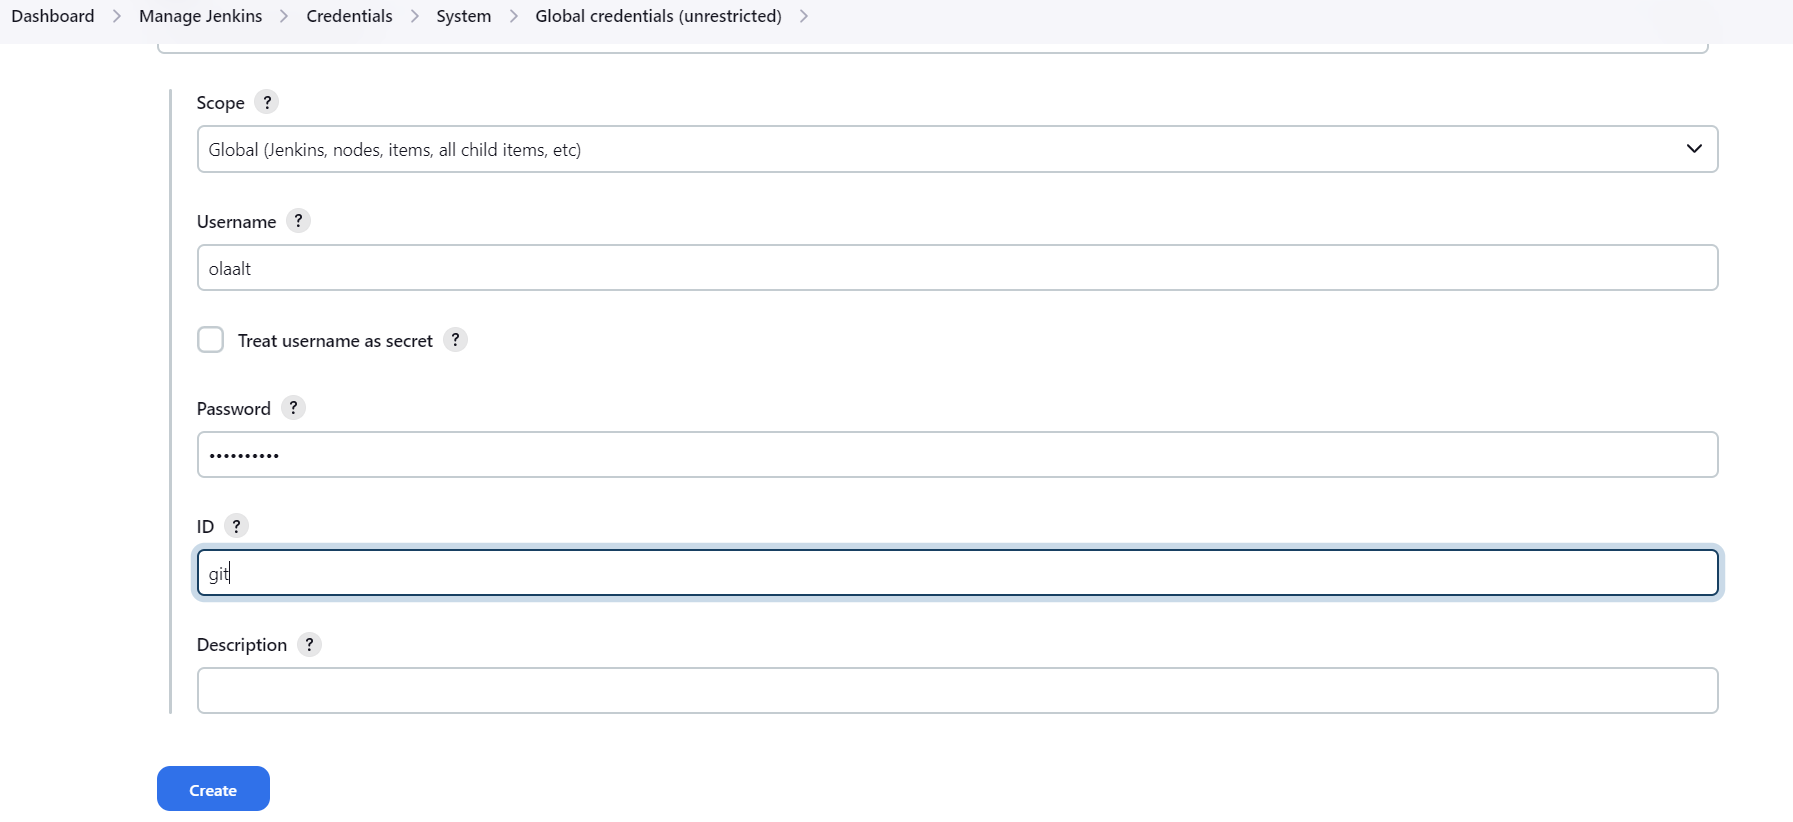 Dashboard > Manage Jenkins > Credentials > System > Global credentials (unrestricted) >
Scope ?
Global (Jenkins, nodes, items, all child items, etc)
Username ?
olaalt
Treat username as secret ?
Password ?
••••••••••
ID ?
git
Description ?
Create